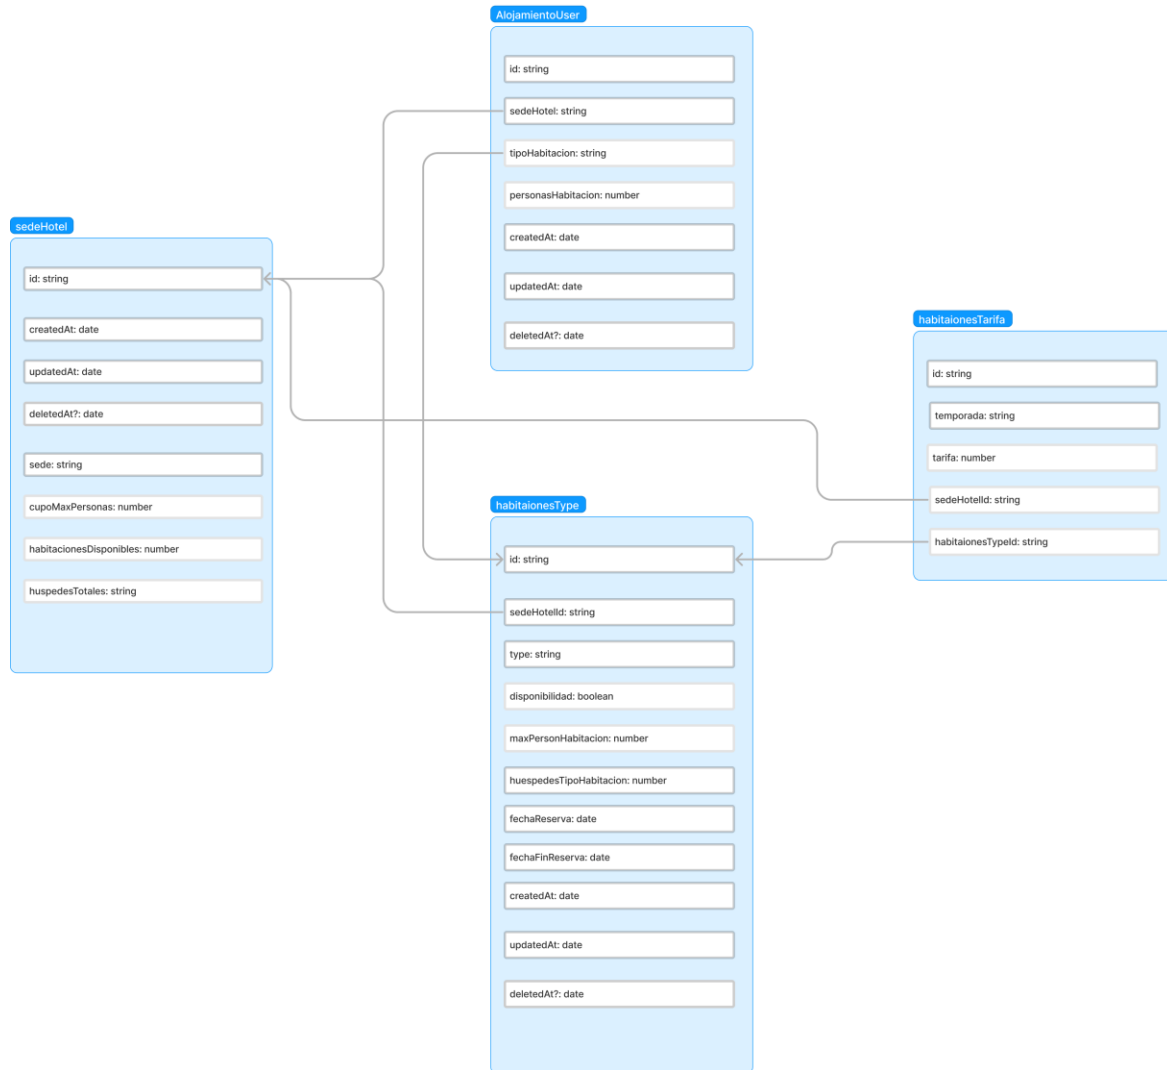 AlojamientoUser
id: string
sedeHotel: string
tipoHabitacion: string
personasHabitacion: number
createdAt: date
updatedAt: date
deletedAt?: date
sedeHotel
id: string
createdAt: date
updatedAt: date
deletedAt?: date
sede: string
cupoMaxPersonas: number
habitacionesDisponibles: number
huspedesTotales: string
habitaionesTarifa
id: string
temporada: string
tarifa: number
sedeHotelId: string
habitaionesTypeId: string
habitaionesType
id: string
sedeHotelId: string
type: string
disponibilidad: boolean
maxPersonHabitacion: number
huespedesTipoHabitacion: number
fechaReserva: date
fechaFinReserva: date
createdAt: date
updatedAt: date
deletedAt?: date